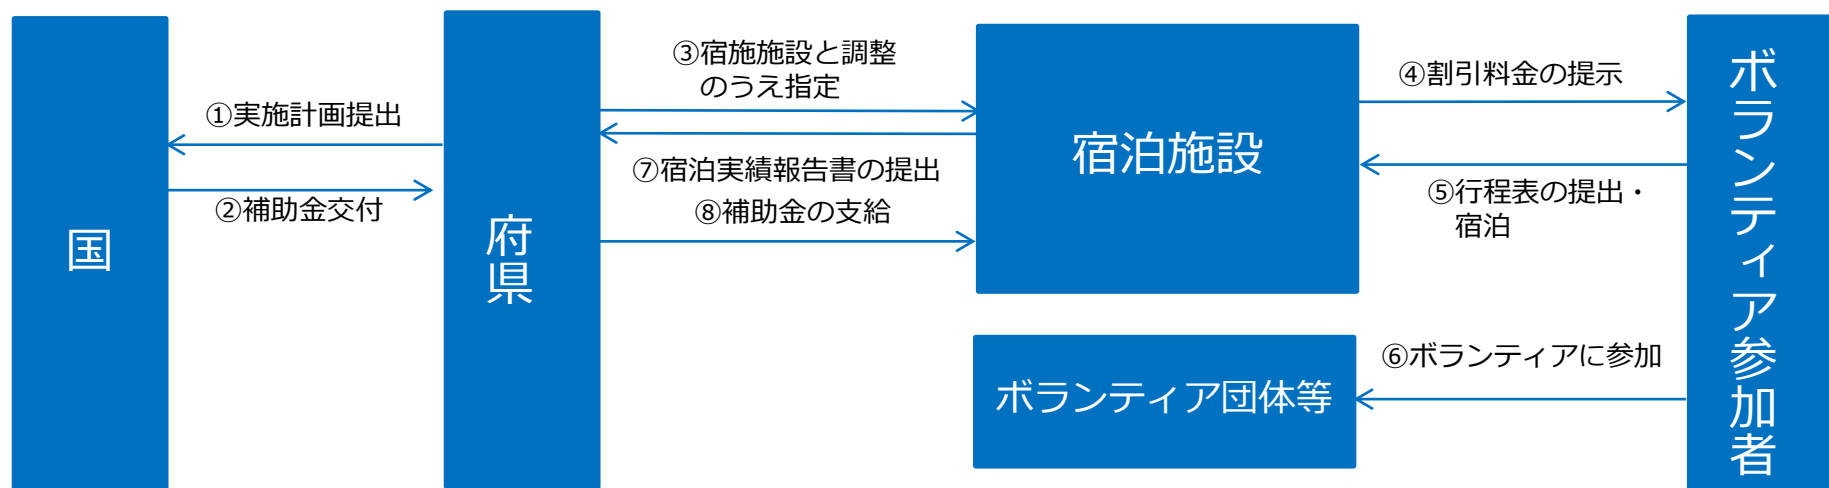 国
①実施計画提出
②補助金交付
府県
③宿施施設と調整
のうえ指定
⑦宿泊実績報告書の提出
⑧補助金の支給
宿泊施設
④割引料金の提示
⑤行程表の提出・
宿泊
ボランティア団体等
⑥ボランティアに参加
ボランティア参加者